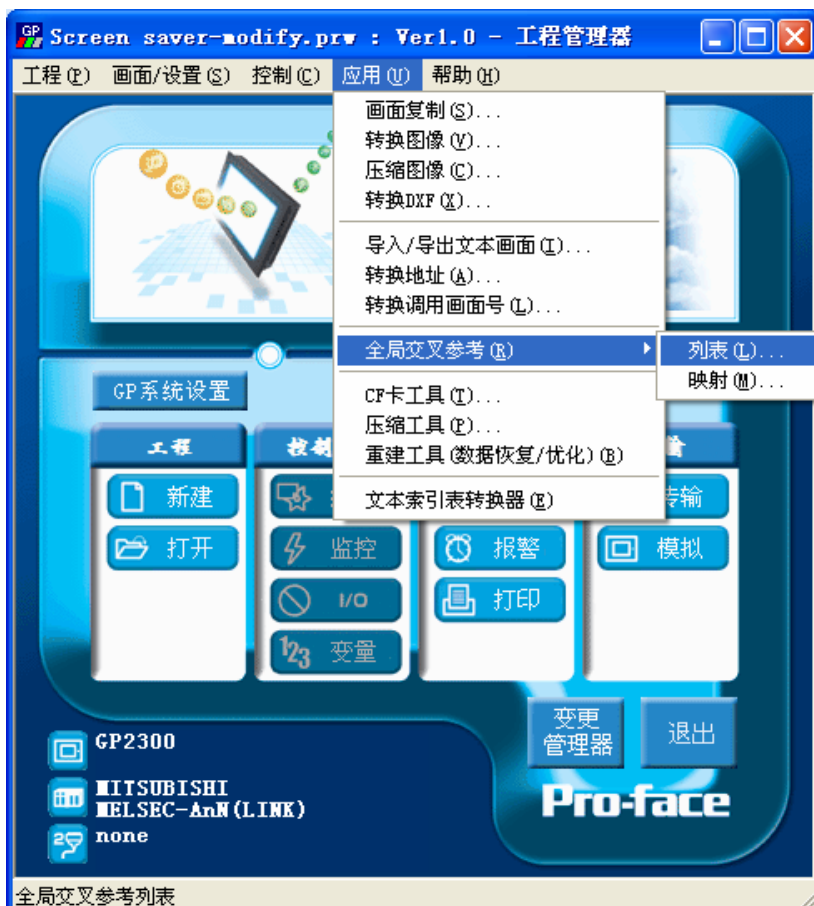 Screen saver-modify.prw : Ver1.0 - 工程管理器
工程(P) 画面/设置(S) 控制(C) 应用(U) 帮助(H)
画面复制(S)...
转换图像(V)...
压缩图像(C)...
转换DXF(X)...
导入/导出文本画面(I)...
转换地址(A)...
转换调用画面号(L)...
全局交叉参考(R)
列表(L)...
映射(M)...
CF卡工具(T)...
压缩工具(P)...
重建工具(数据恢复/优化)(B)
文本索引表转换器(E)
GP系统设置
工程
新建
打开
监控
I/O
变量
报警
打印
传输
模拟
变更
管理器
退出
GP2300
MITSUBISHI
MELSEC-AnN(LINK)
none
Pro-face
全局交叉参考列表